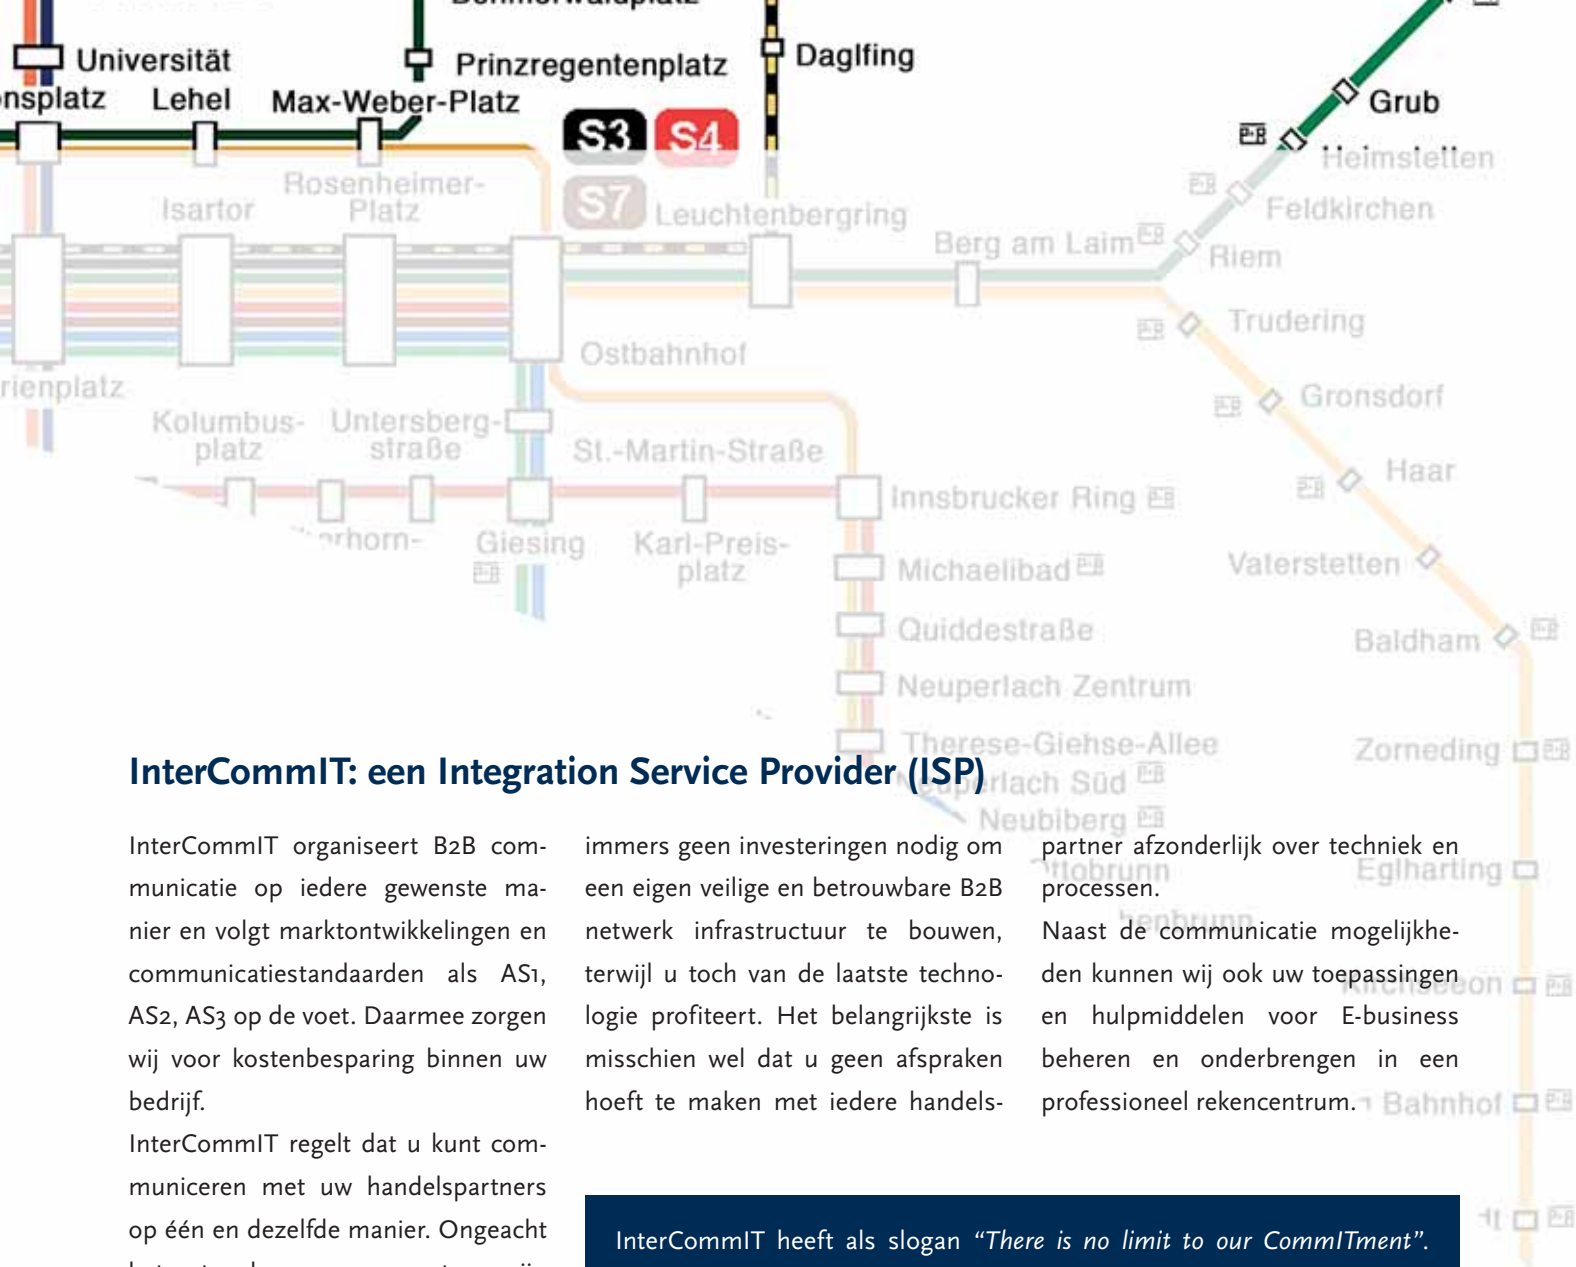 Universität
Prinzregentenplatz
Daglfing
Lehel
Max-Weber-Platz
Grub
S3 S4
Heimstetten
Rosenheimer-
Platz
Isartor
S7
Leuchtenbergring
Feldkirchen
Berg am Laim
Riem
Trudering
Ostbahnhof
Gronsdorf
Kolumbus-
platz
Untersberg-
straße
St.-Martin-Straße
Haar
Innsbrucker Ring
Giesing
Karl-Preis-
platz
Michaelibad
Vaterstetten
Quiddestraße
Baldham
Neuperlach Zentrum
Therese-Giehse-Allee
Zorneding
Neuperlach Süd
Neubiberg
Eglharting
Bahnhof
InterCommIT: een Integration Service Provider (ISP)
InterCommIT organiseert B2B com-
municatie op iedere gewenste ma-
nier en volgt marktontwikkelingen en
communicatiestandaarden als AS1,
AS2, AS3 op de voet. Daarmee zorgen
wij voor kostenbesparing binnen uw
bedrijf.
InterCommIT regelt dat u kunt com-
municeren met uw handelspartners
op één en dezelfde manier. Ongeacht
immers geen investeringen nodig om
een eigen veilige en betrouwbare B2B
netwerk infrastructuur te bouwen,
terwijl u toch van de laatste techno-
logie profiteert. Het belangrijkste is
misschien wel dat u geen afspraken
hoeft te maken met iedere handels-
partner afzonderlijk over techniek en
processen.
Naast de communicatie mogelijkhe-
den kunnen wij ook uw toepassingen
en hulpmiddelen voor E-business
beheren en onderbrengen in een
professioneel rekencentrum.
InterCommIT heeft als slogan “There is no limit to our CommITment”.